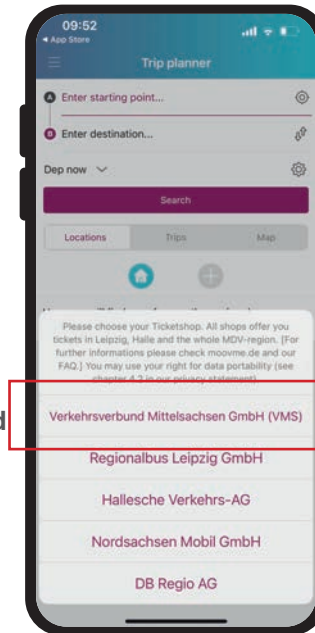 09:52
App Store
Trip planner
A Enter starting point...
B Enter destination...
Dep now
Search
Locations Trips Map
Please choose your Ticketshop. All shops offer you
tickets in Leipzig, Halle and the whole MDV-region. [For
further informations please check moovme.de and our
FAQ.] You may use your right for data portability (see
chapter 4.2 in our privacy statement)
Verkehrsverbund Mittelsachsen GmbH (VMS)
Regionalbus Leipzig GmbH
Hallesche Verkehrs-AG
Nordsachsen Mobil GmbH
DB Regio AG